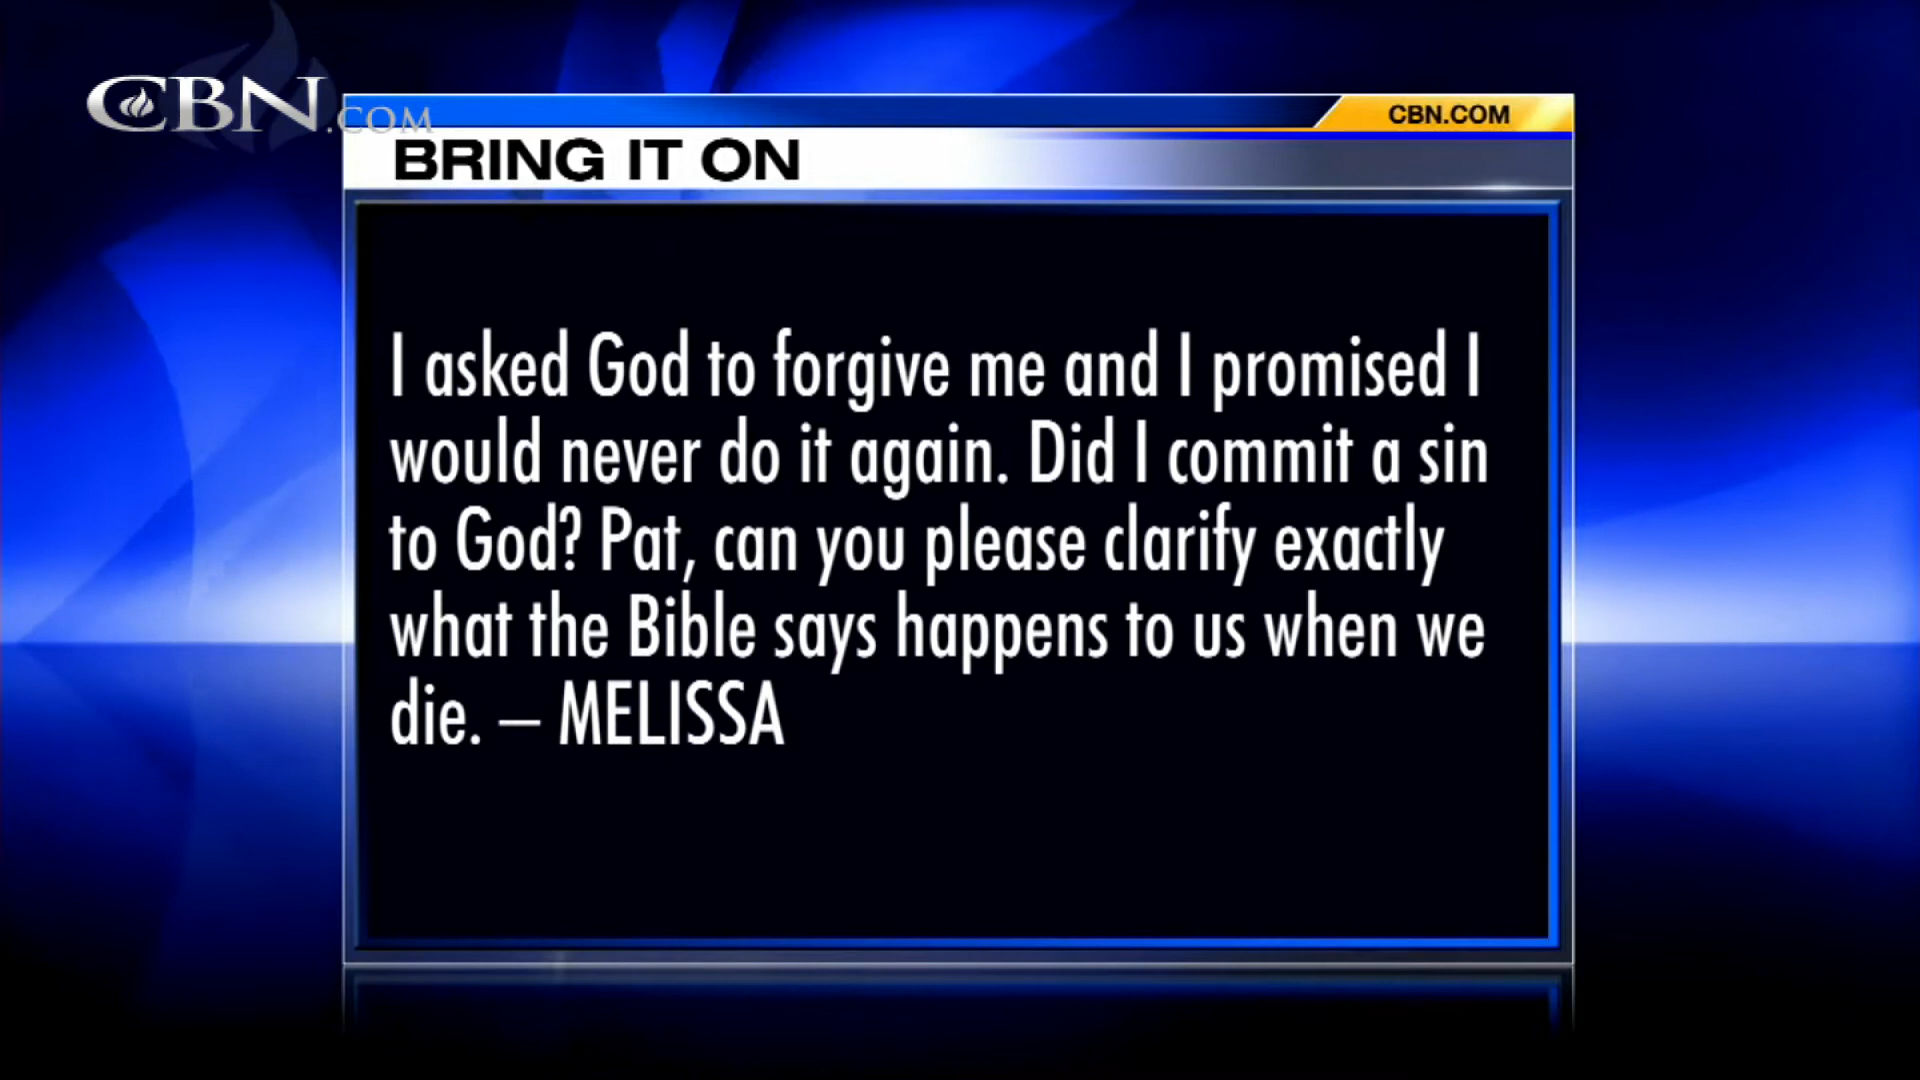 CBN.COM
CBN.COM
BRING IT ON
I asked God to forgive me and I promised I
would never do it again. Did I commit a sin
to God? Pat, can you please clarify exactly
what the Bible says happens to us when we
die. – MELISSA